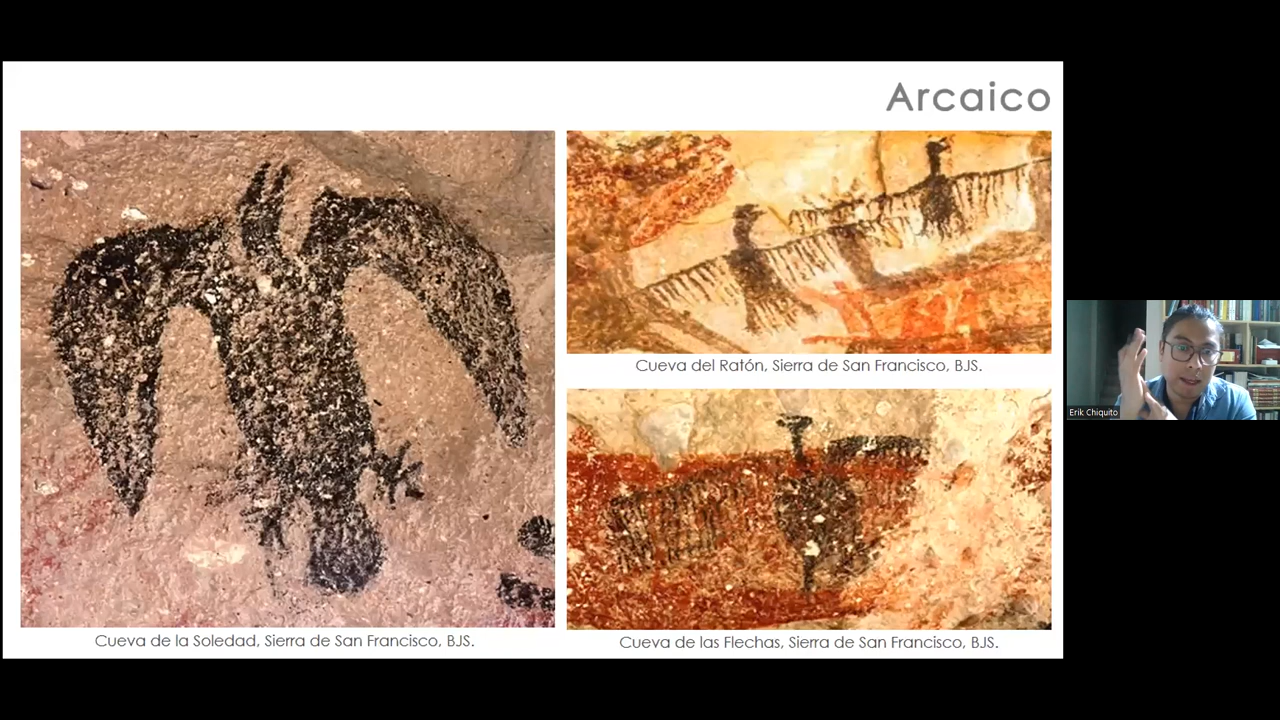 Arcaico
Cueva de la Soledad, Sierra de San Francisco, BJS.
Cueva del Ratón, Sierra de San Francisco, BJS.
Cueva de las Flechas, Sierra de San Francisco, BJS.
Erik Chiquito